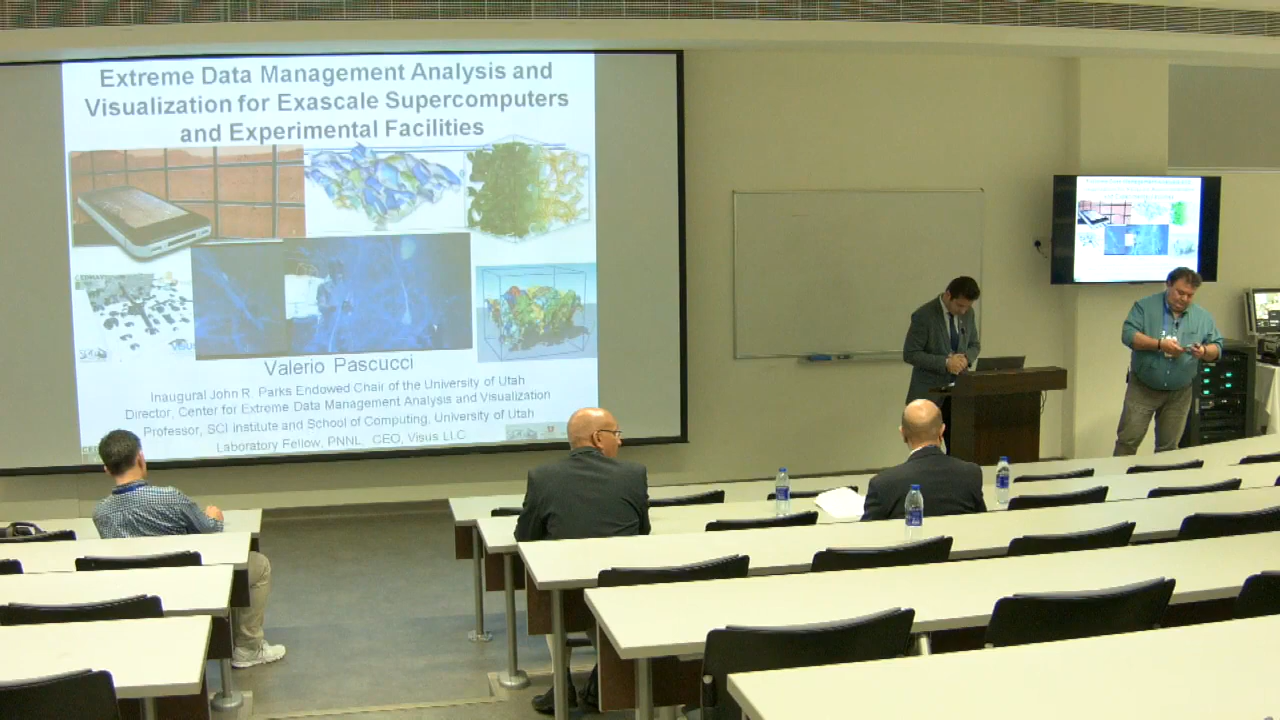 Extreme Data Management Analysis and
Visualization for Exascale Supercomputers
and Experimental Facilities
Valerio Pascucci
Inaugural John R. Parks Endowed Chair of the University of Utah
Director, Center for Extreme Data Management Analysis and Visualization
Professor, SCI Institute and School of Computing, University of Utah
Laboratory Fellow, PNNL CEO, Visus LLC